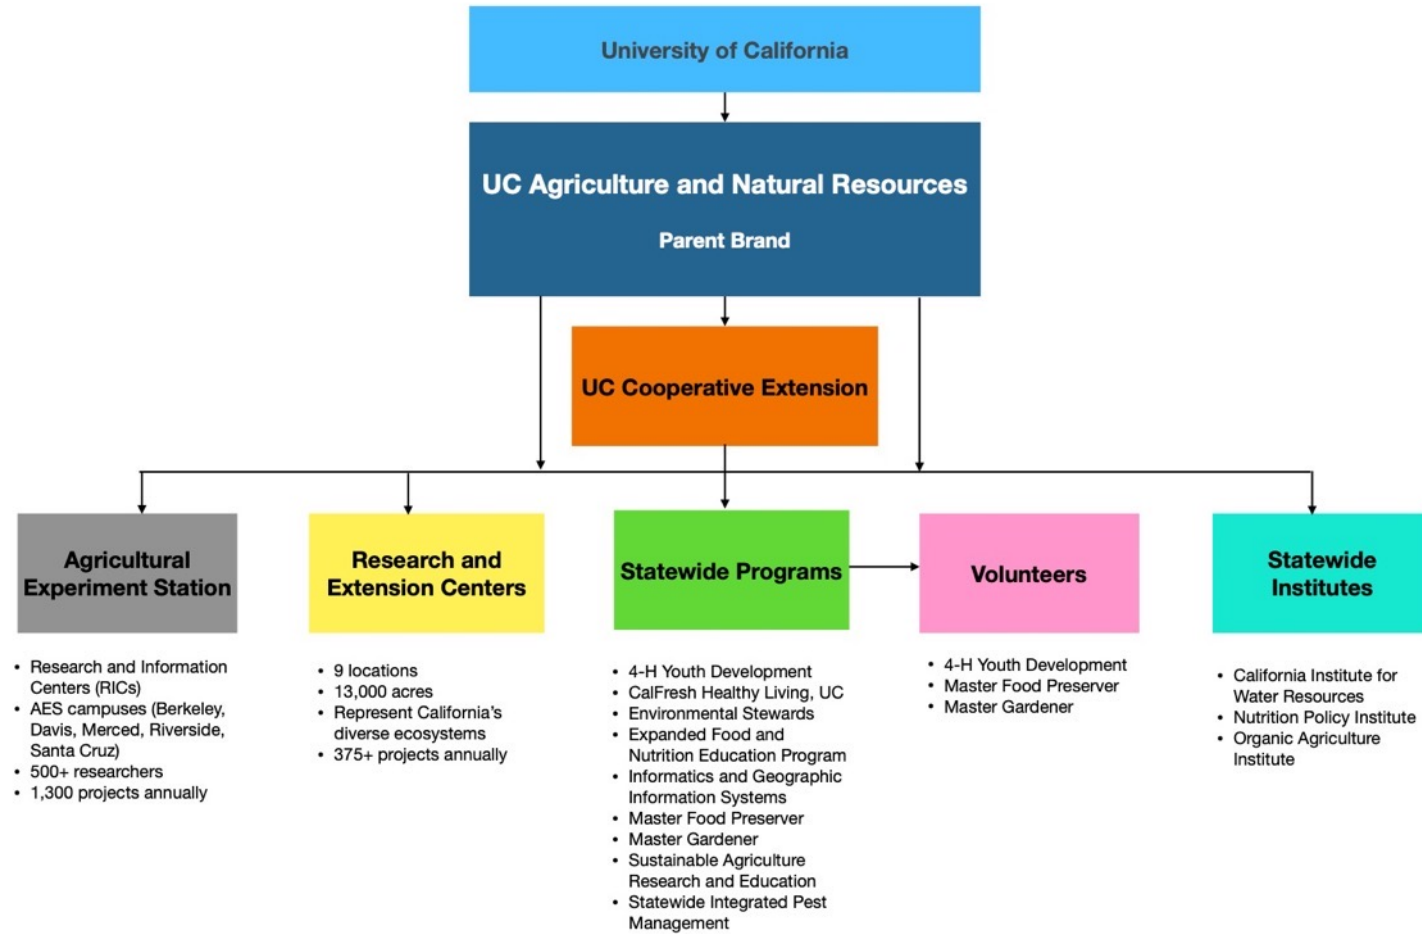 University of California
UC Agriculture and Natural Resources
Parent Brand
UC Cooperative Extension
Agricultural
Experiment Station
• Research and Information
Centers (RICs)
• AES campuses (Berkeley,
Davis, Merced, Riverside,
Santa Cruz)
• 500+ researchers
• 1,300 projects annually
Research and
Extension Centers
• 9 locations
• 13,000 acres
• Represent California’s
diverse ecosystems
• 375+ projects annually
Statewide Programs
• 4-H Youth Development
• CalFresh Healthy Living, UC
• Environmental Stewards
• Expanded Food and
Nutrition Education Program
• Informatics and Geographic
Information Systems
• Master Food Preserver
• Master Gardener
• Sustainable Agriculture
Research and Education
• Statewide Integrated Pest
Management
Volunteers
• 4-H Youth Development
• Master Food Preserver
• Master Gardener
Statewide
Institutes
• California Institute for
Water Resources
• Nutrition Policy Institute
• Organic Agriculture
Institute